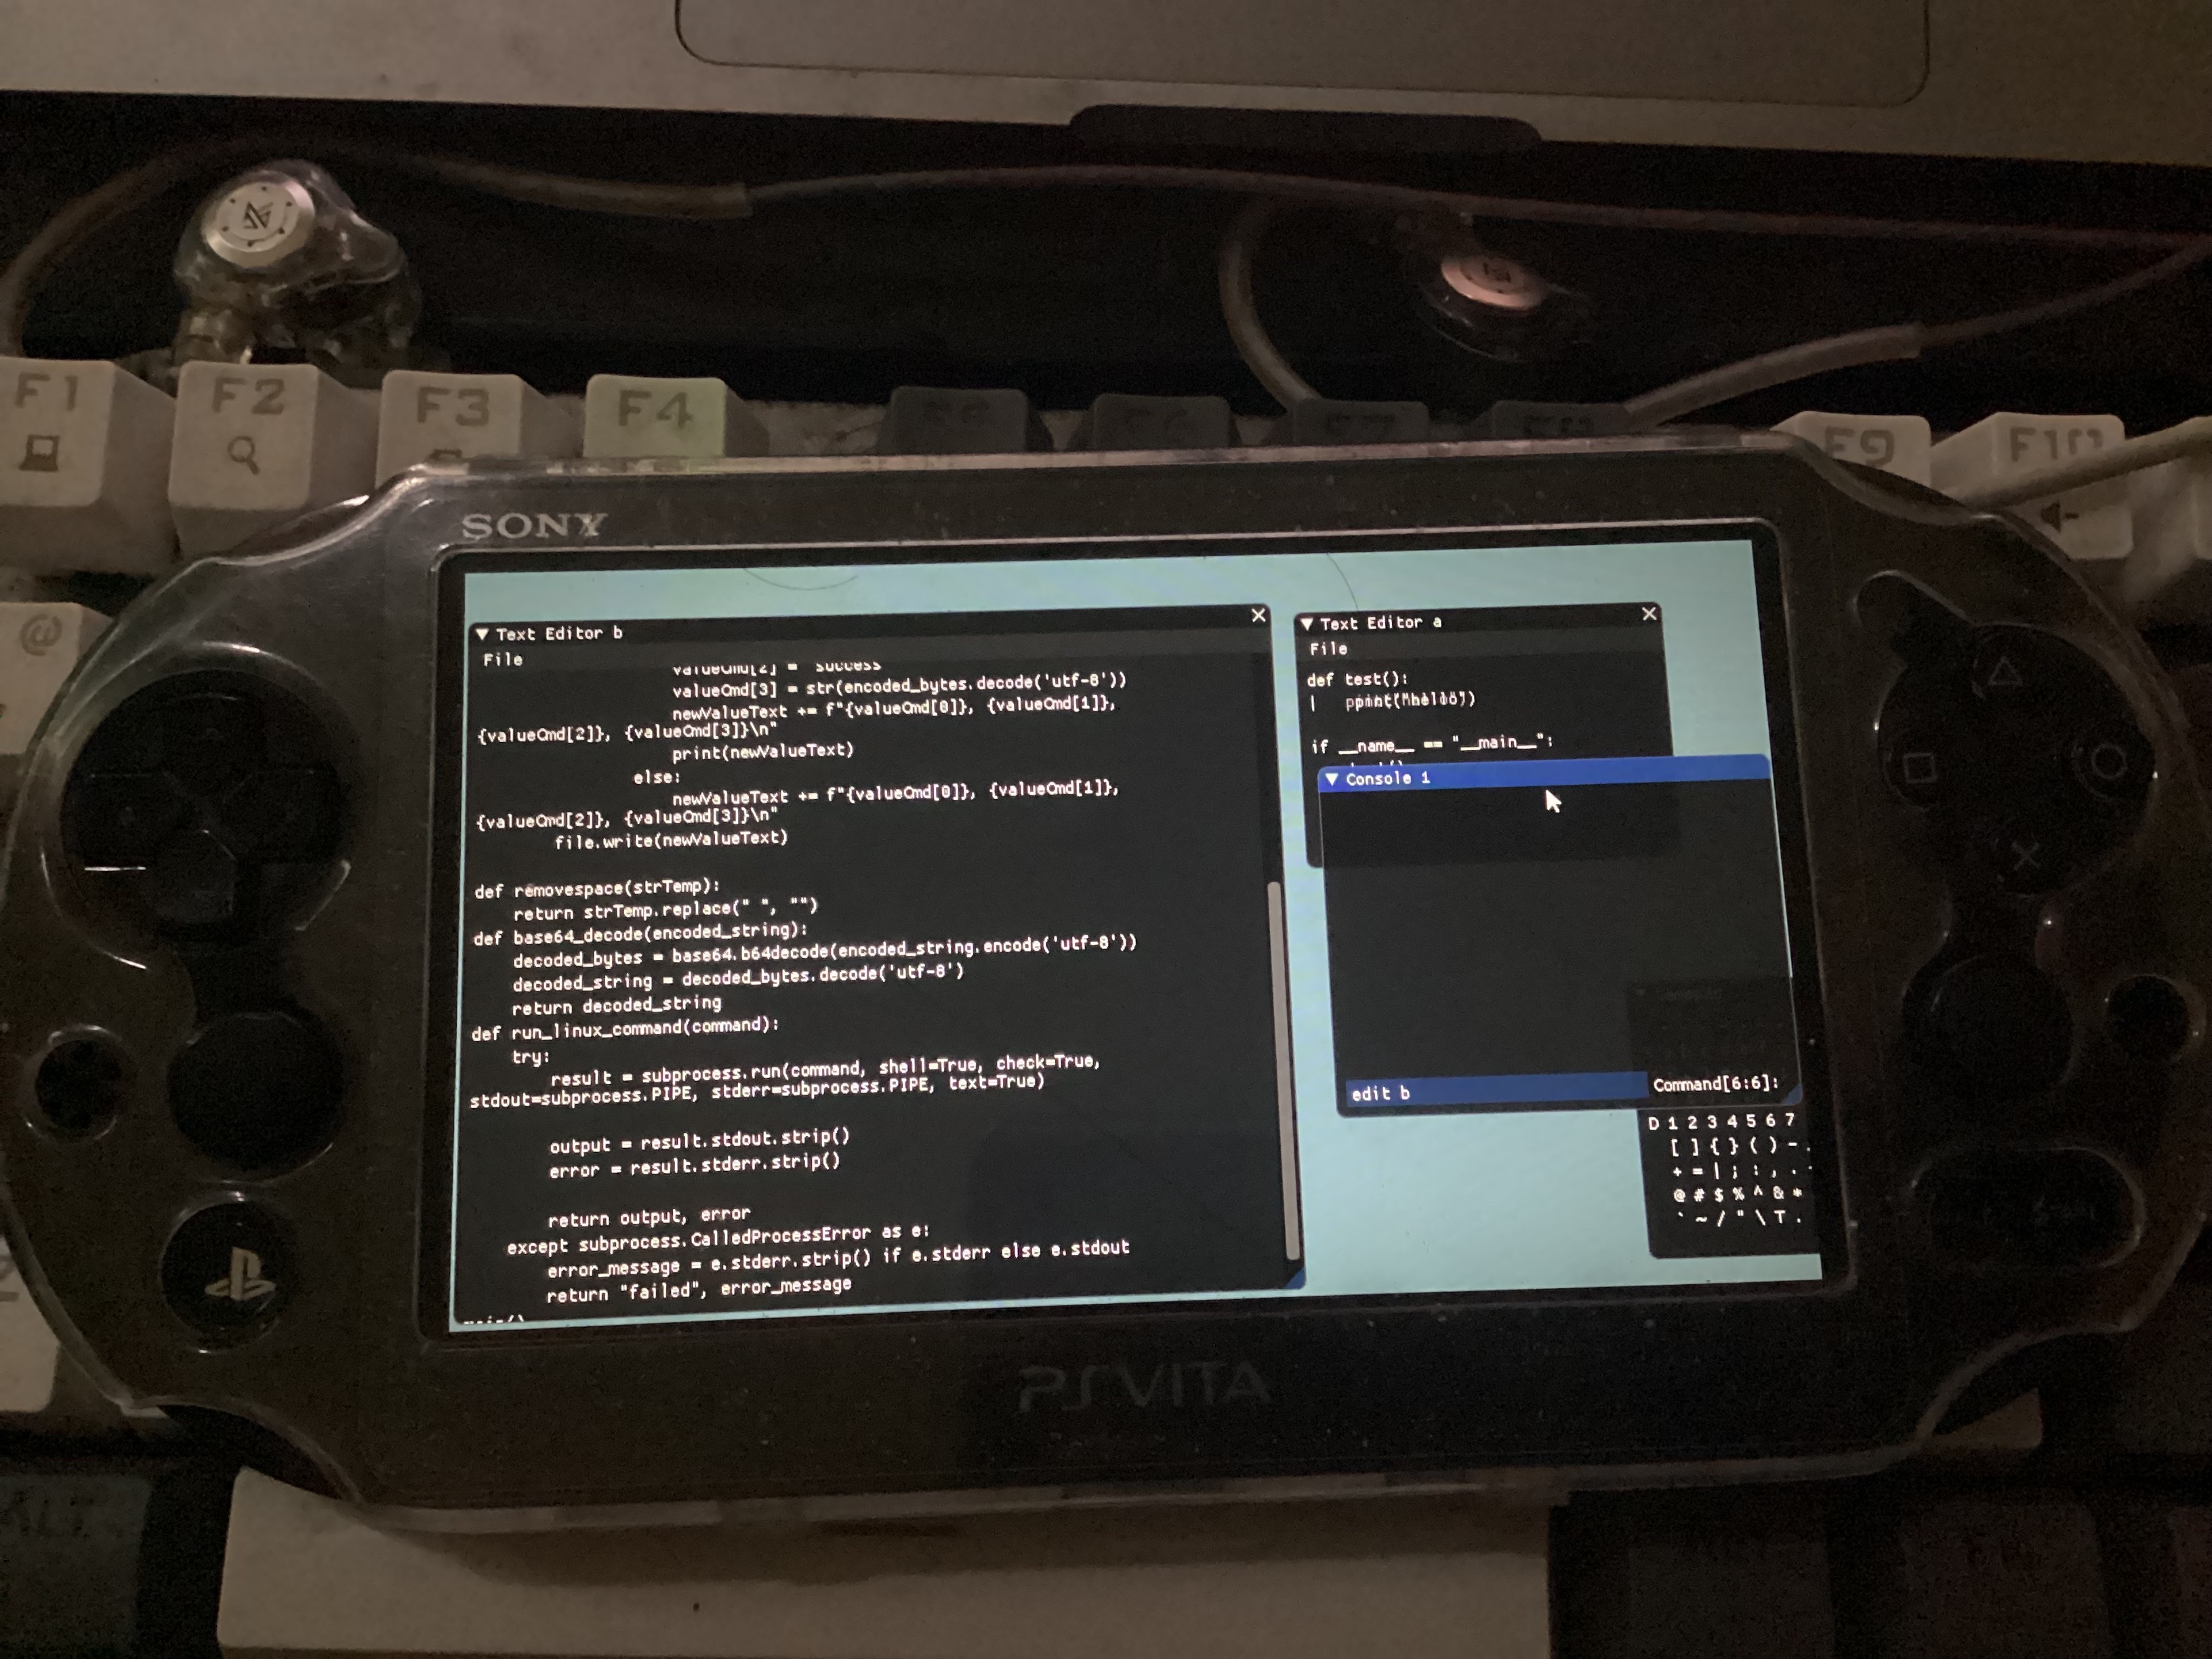 F1
F2
F3
F4
F9
F10
SONY
Text Editor b
File
valueCmd[2] = "success
valueCmd[3] = str(encoded_bytes.decode('utf-8'))
newValueText += f"{valueCmd[0]}, {valueCmd[1]},
{valueCmd[2]}, {valueCmd[3]}\n"
print(newValueText)
else:
newValueText += f"{valueCmd[0]}, {valueCmd[1]},
{valueCmd[2]}, {valueCmd[3]}\n"
file.write(newValueText)
def removespace(strTemp):
return strTemp.replace(" ", "")
def base64_decode(encoded_string):
decoded_bytes = base64.b64decode(encoded_string.encode('utf-8'))
decoded_string = decoded_bytes.decode('utf-8')
return decoded_string
def run_linux_command(command):
try:
result = subprocess.run(command, shell=True, check=True,
stdout=subprocess.PIPE, stderr=subprocess.PIPE, text=True)
output = result.stdout.strip()
error = result.stderr.strip()
return output, error
except subprocess.CalledProcessError as e:
error_message = e.stderr.strip() if e.stderr else e.stdout
return "failed", error_message
Text Editor a
File
def test():
if __name__ == "__main__":
Console 1
edit b
Command[6:6]:
D 1 2 3 4 5 6 7
[ ] { } ( ) - .
+ = | ; : , .
@ # $ % ^ & *
` ~ / " \ T .
PSVITA